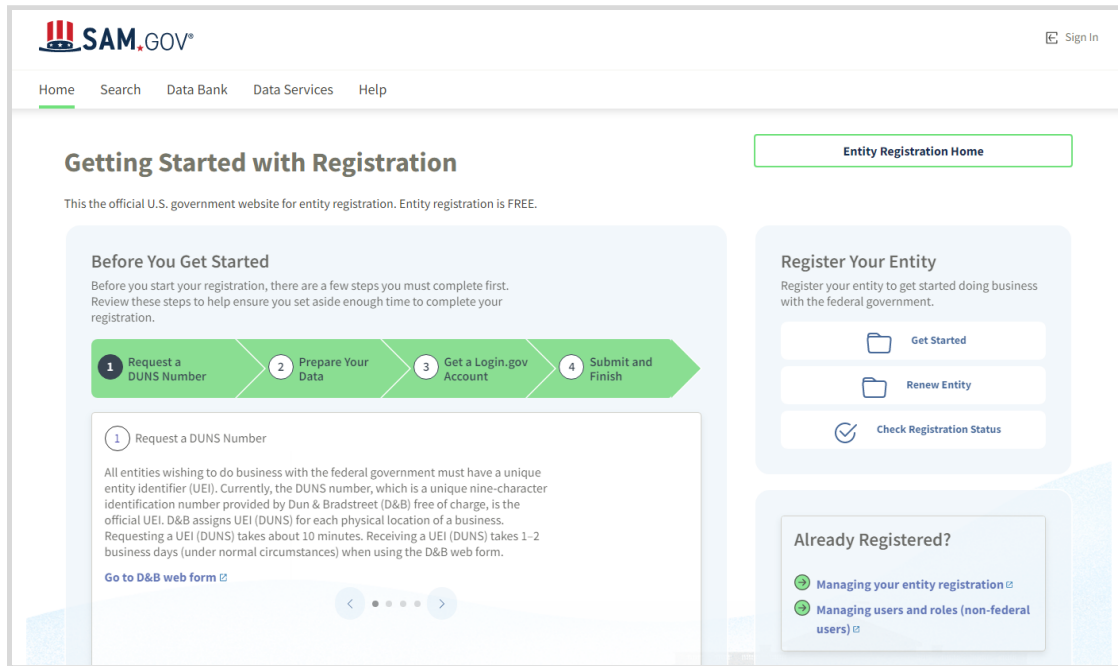 SAM.GOV®
Sign In
Home Search Data Bank Data Services Help
Getting Started with Registration
Entity Registration Home
This the official U.S. government website for entity registration. Entity registration is FREE.
Before You Get Started
Before you start your registration, there are a few steps you must complete first.
Review these steps to help ensure you set aside enough time to complete your
registration.
1 Request a
DUNS Number
2 Prepare Your
Data
3 Get a Login.gov
Account
4 Submit and
Finish
1 Request a DUNS Number
All entities wishing to do business with the federal government must have a unique
entity identifier (UEI). Currently, the DUNS number, which is a unique nine-character
identification number provided by Dun & Bradstreet (D&B) free of charge, is the
official UEI. D&B assigns UEI (DUNS) for each physical location of a business.
Requesting a UEI (DUNS) takes about 10 minutes. Receiving a UEI (DUNS) takes 1–2
business days (under normal circumstances) when using the D&B web form.
Go to D&B web form
Register Your Entity
Register your entity to get started doing business
with the federal government.
Get Started
Renew Entity
Check Registration Status
Already Registered?
Managing your entity registration
Managing users and roles (non-federal
users)